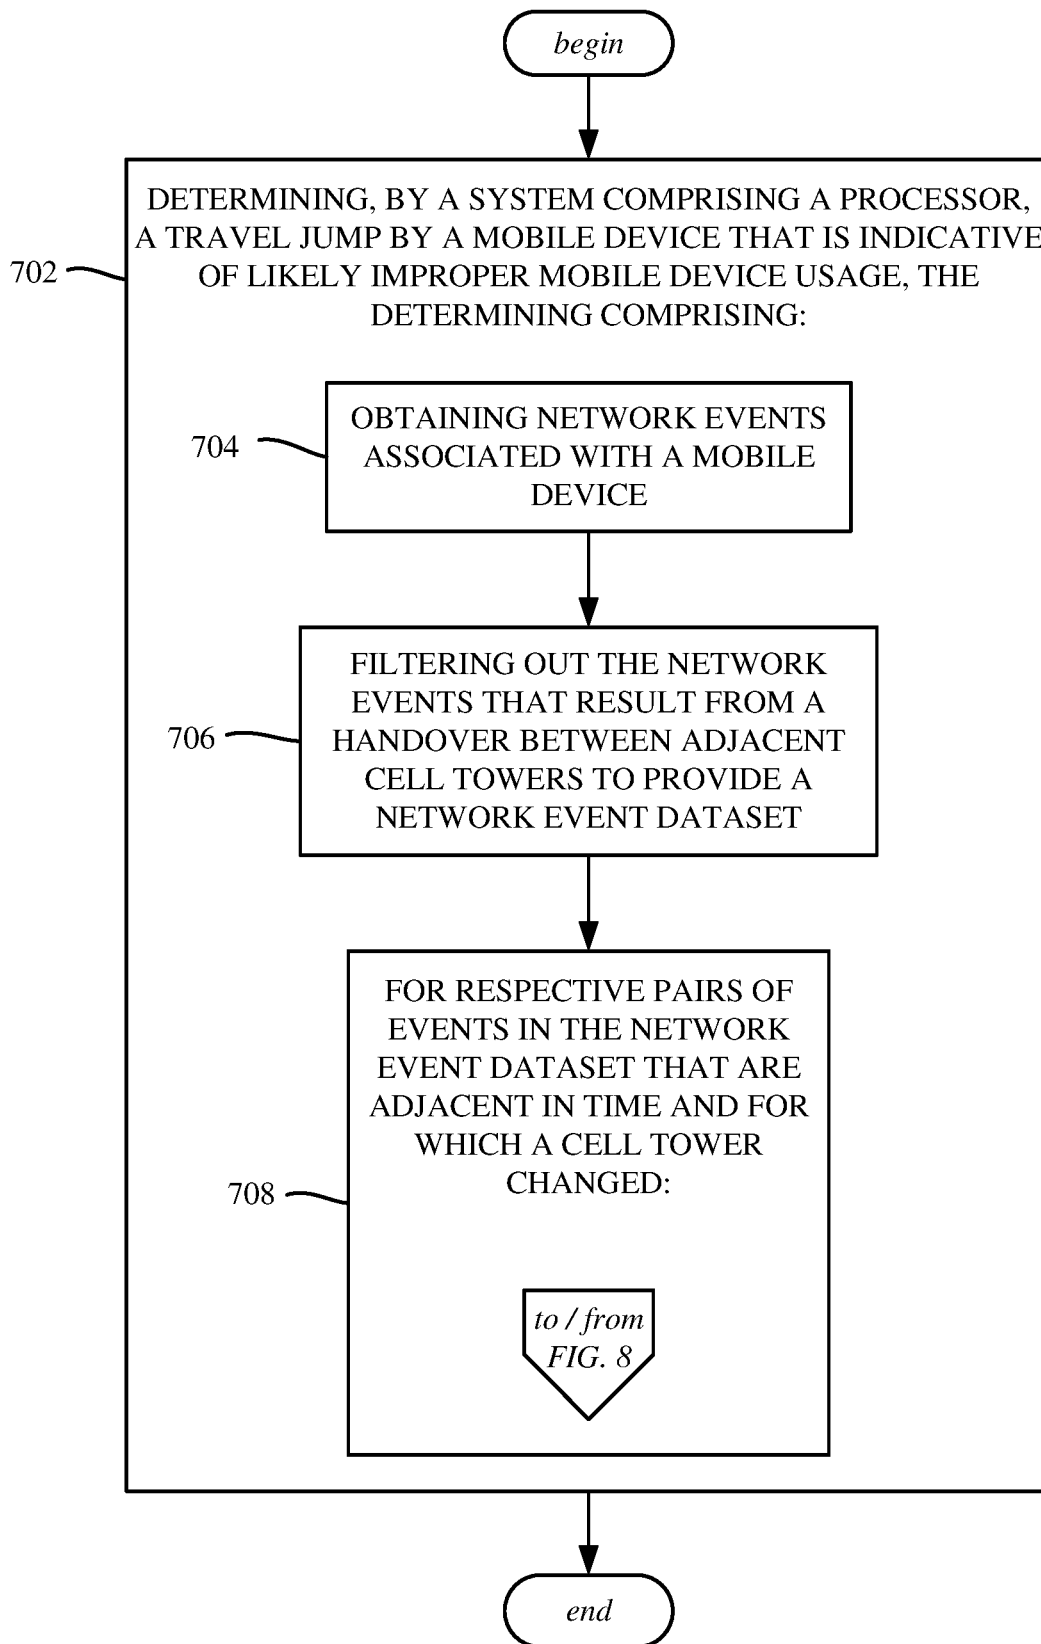 begin
DETERMINING, BY A SYSTEM COMPRISING A PROCESSOR,
A TRAVEL JUMP BY A MOBILE DEVICE THAT IS INDICATIVE
702
OF LIKELY IMPROPER MOBILE DEVICE USAGE, THE
DETERMINING COMPRISING:
OBTAINING NETWORK EVENTS
704
ASSOCIATED WITH A MOBILE
DEVICE
FILTERING OUT THE NETWORK
EVENTS THAT RESULT FROM A
706
HANDOVER BETWEEN ADJACENT
CELL TOWERS TO PROVIDE A
NETWORK EVENT DATASET
FOR RESPECTIVE PAIRS OF
EVENTS IN THE NETWORK
EVENT DATASET THAT ARE
ADJACENT IN TIME AND FOR
WHICH A CELL TOWER
CHANGED:
708
to / from
FIG. 8
end